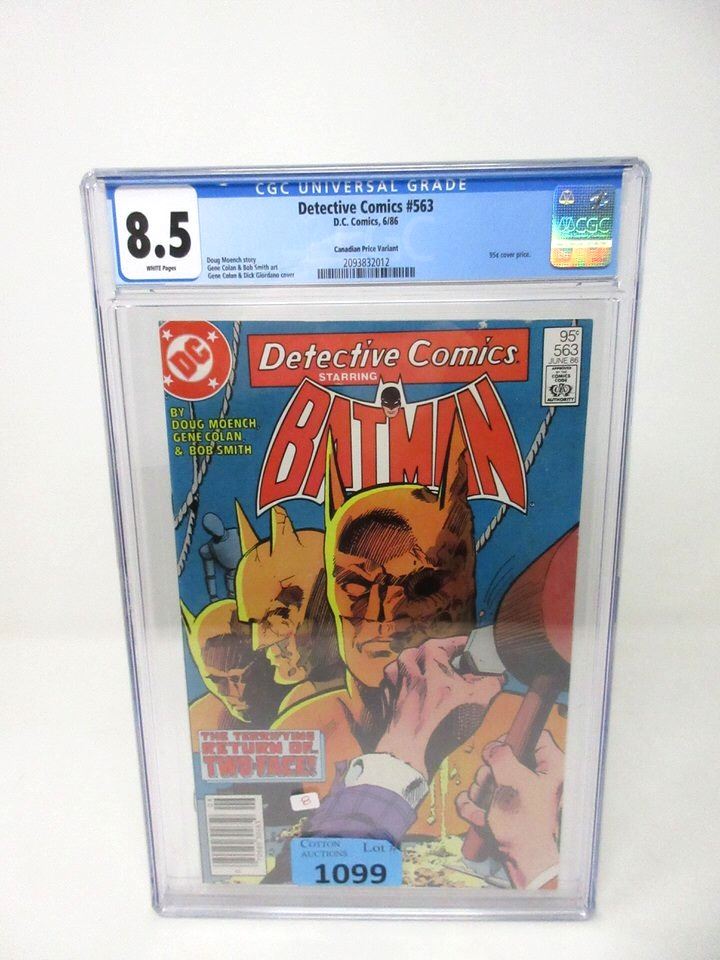 CGC UNIVERSAL GRADE
8.5
WHITE Pages
Detective Comics #563
D.C. Comics, 6/86
Canadian Price Variant
2093832012
Doug Moench story
Gene Colan & Bob Smith art
Gene Colan & Dick Giordano cover
95¢ cover price.
CGC
DC
Detective Comics
STARRING
BATMAN
95¢
563
JUNE 86
APPROVED
BY THE
COMICS
CODE
AUTHORITY
BY
DOUG MOENCH,
GENE COLAN
& BOB SMITH
THE TERRIFYING
RETURN OF...
TWO-FACE!
8
COTTON
AUCTIONS
Lot #
1099